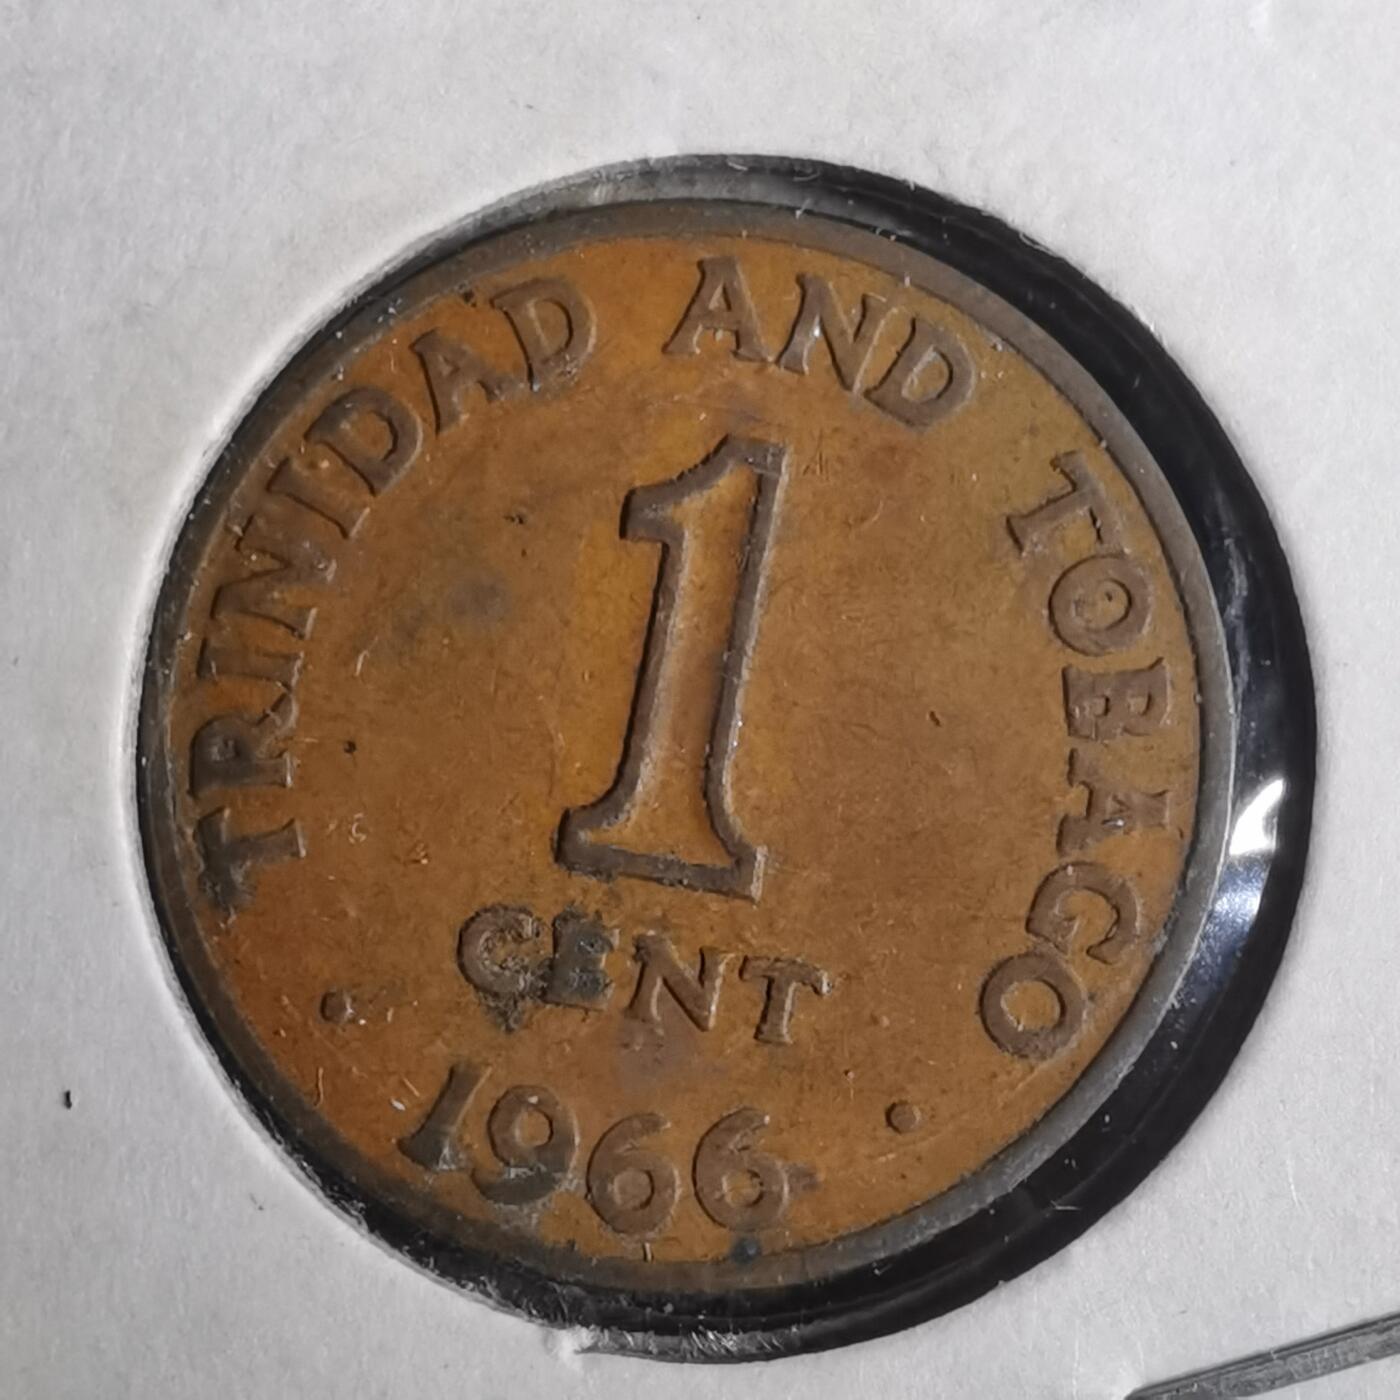 TRINIDAD AND TOBAGO
1
CENT
1966